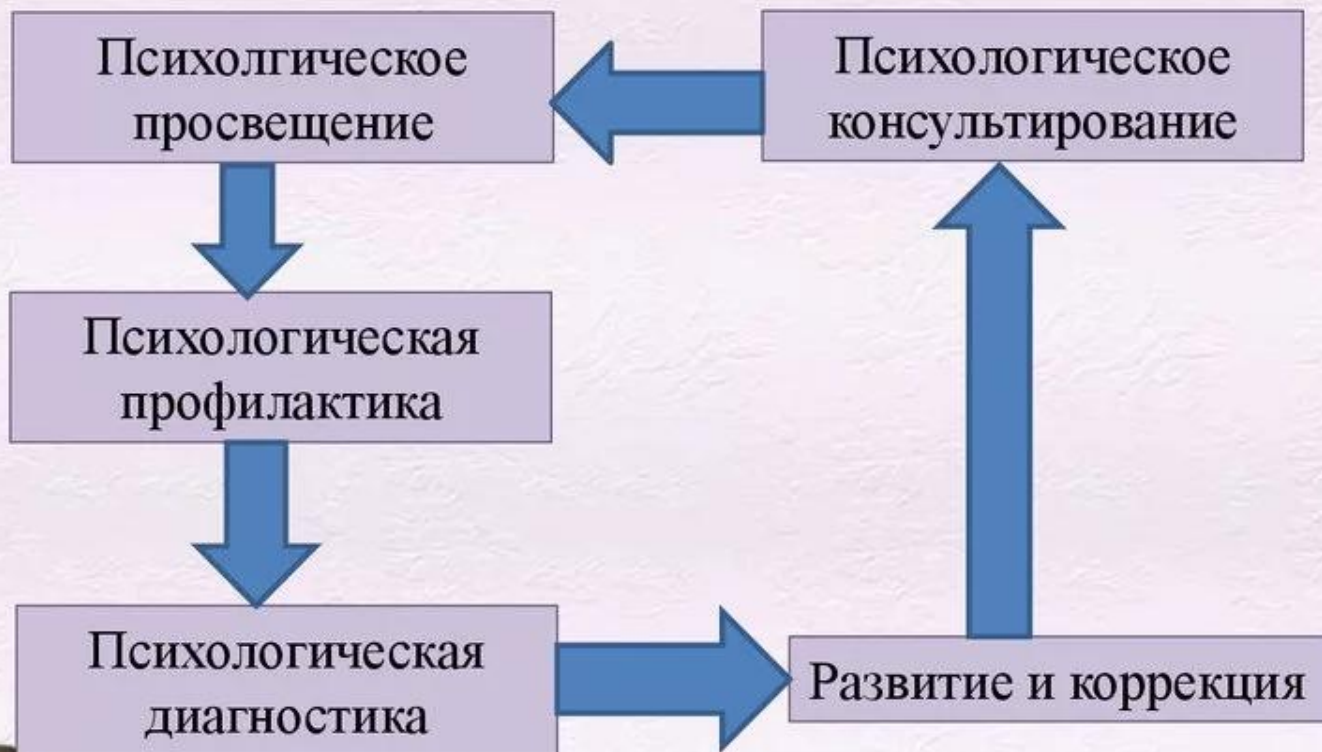 Психолгическое
просвещение
Психологическое
консультирование
Психологическая
профилактика
Психологическая
диагностика
Развитие и коррекция